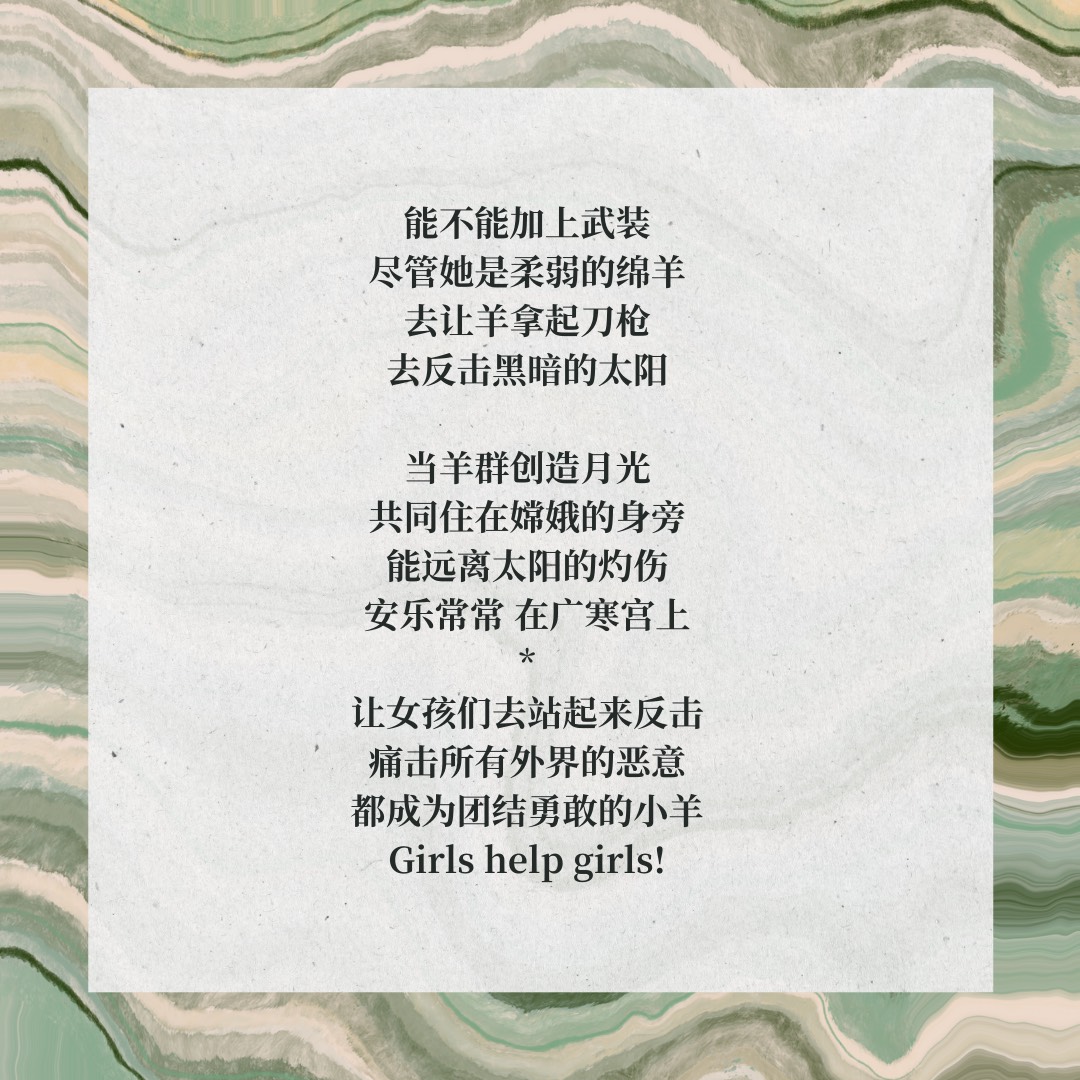 能不能加上武装
尽管她是柔弱的绵羊
去让羊拿起刀枪
去反击黑暗的太阳
当羊群创造月光
共同住在嫦娥的身旁
能远离太阳的灼伤
安乐常常 在广寒宫上
*
让女孩们去站起来反击
痛击所有外界的恶意
都成为团结勇敢的小羊
Girls help girls!